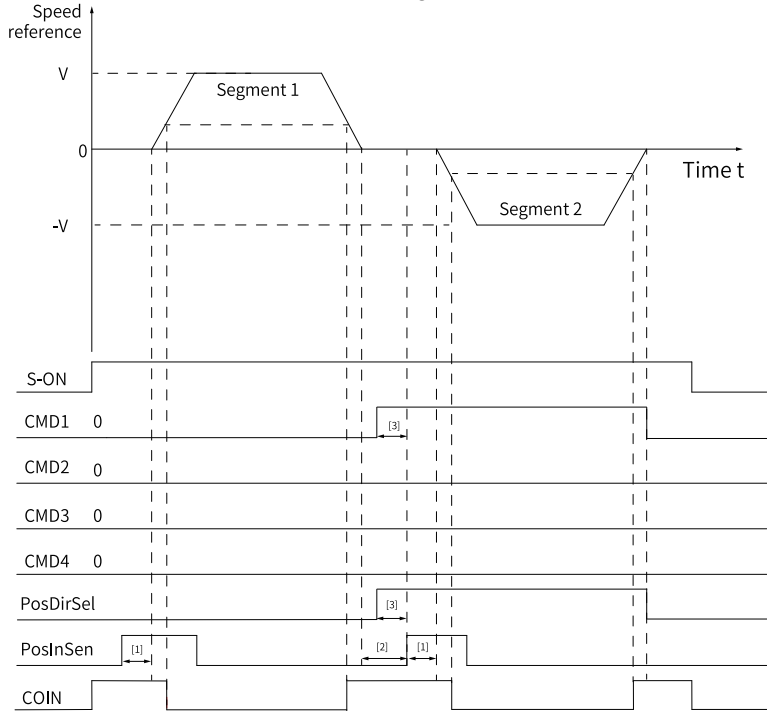 Speed
reference
V
Segment 1
0
Time t
Segment 2
-V
S-ON
CMD1 0
[3]
CMD2 0
CMD3 0
CMD4 0
PosDirSel
[3]
PosInSen
[1]
[2]
[1]
COIN